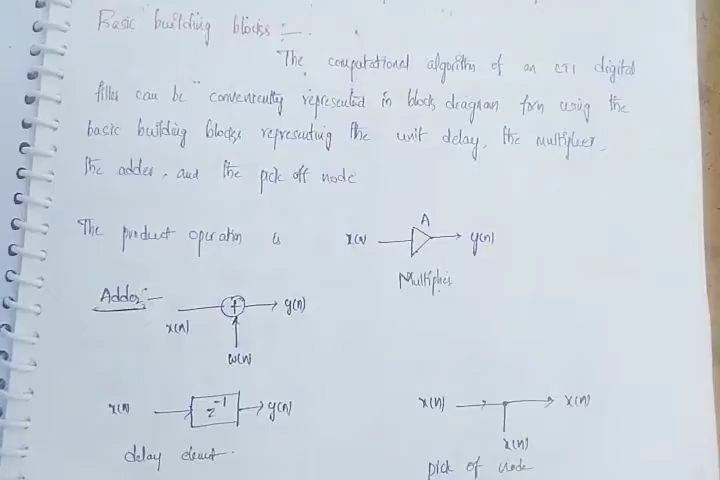 Basic building blocks :-
The computational algorithm of an LTI digital
filter can be conveniently represented in block diagram form using the
basic building blocks representing the unit delay, the multiplier,
the adder, and the pick off node
The product operation is
x(n) A y(n)
Multiplier
Adder:-
x(n) + y(n)
w(n)
x(n) z⁻¹ y(n)
delay element.
x(n) x(n)
x(n)
pick of node